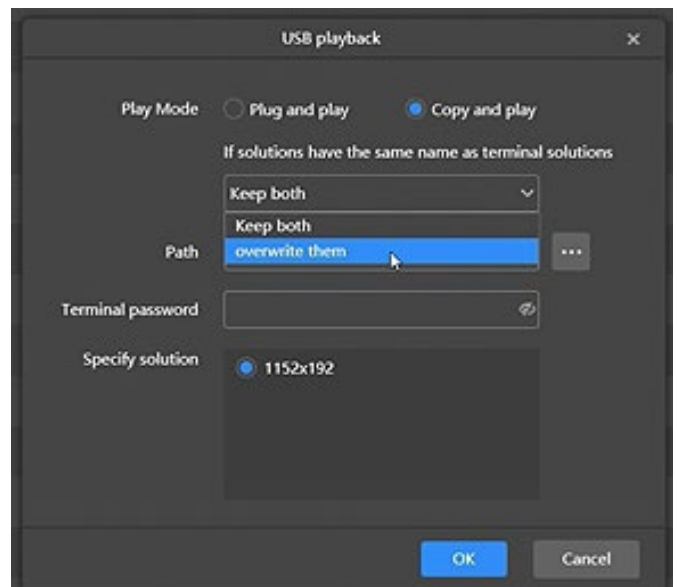 USB playback
Play Mode Plug and play Copy and play
If solutions have the same name as terminal solutions
Keep both
Keep both
Path overwrite them
Terminal password
Specify solution 1152x192
OK Cancel